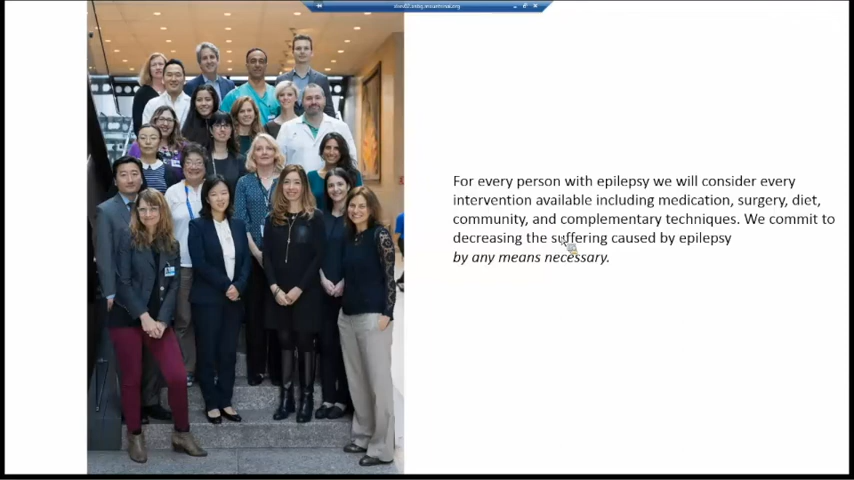 For every person with epilepsy we will consider every
intervention available including medication, surgery, diet,
community, and complementary techniques. We commit to
decreasing the suffering caused by epilepsy
by any means necessary.